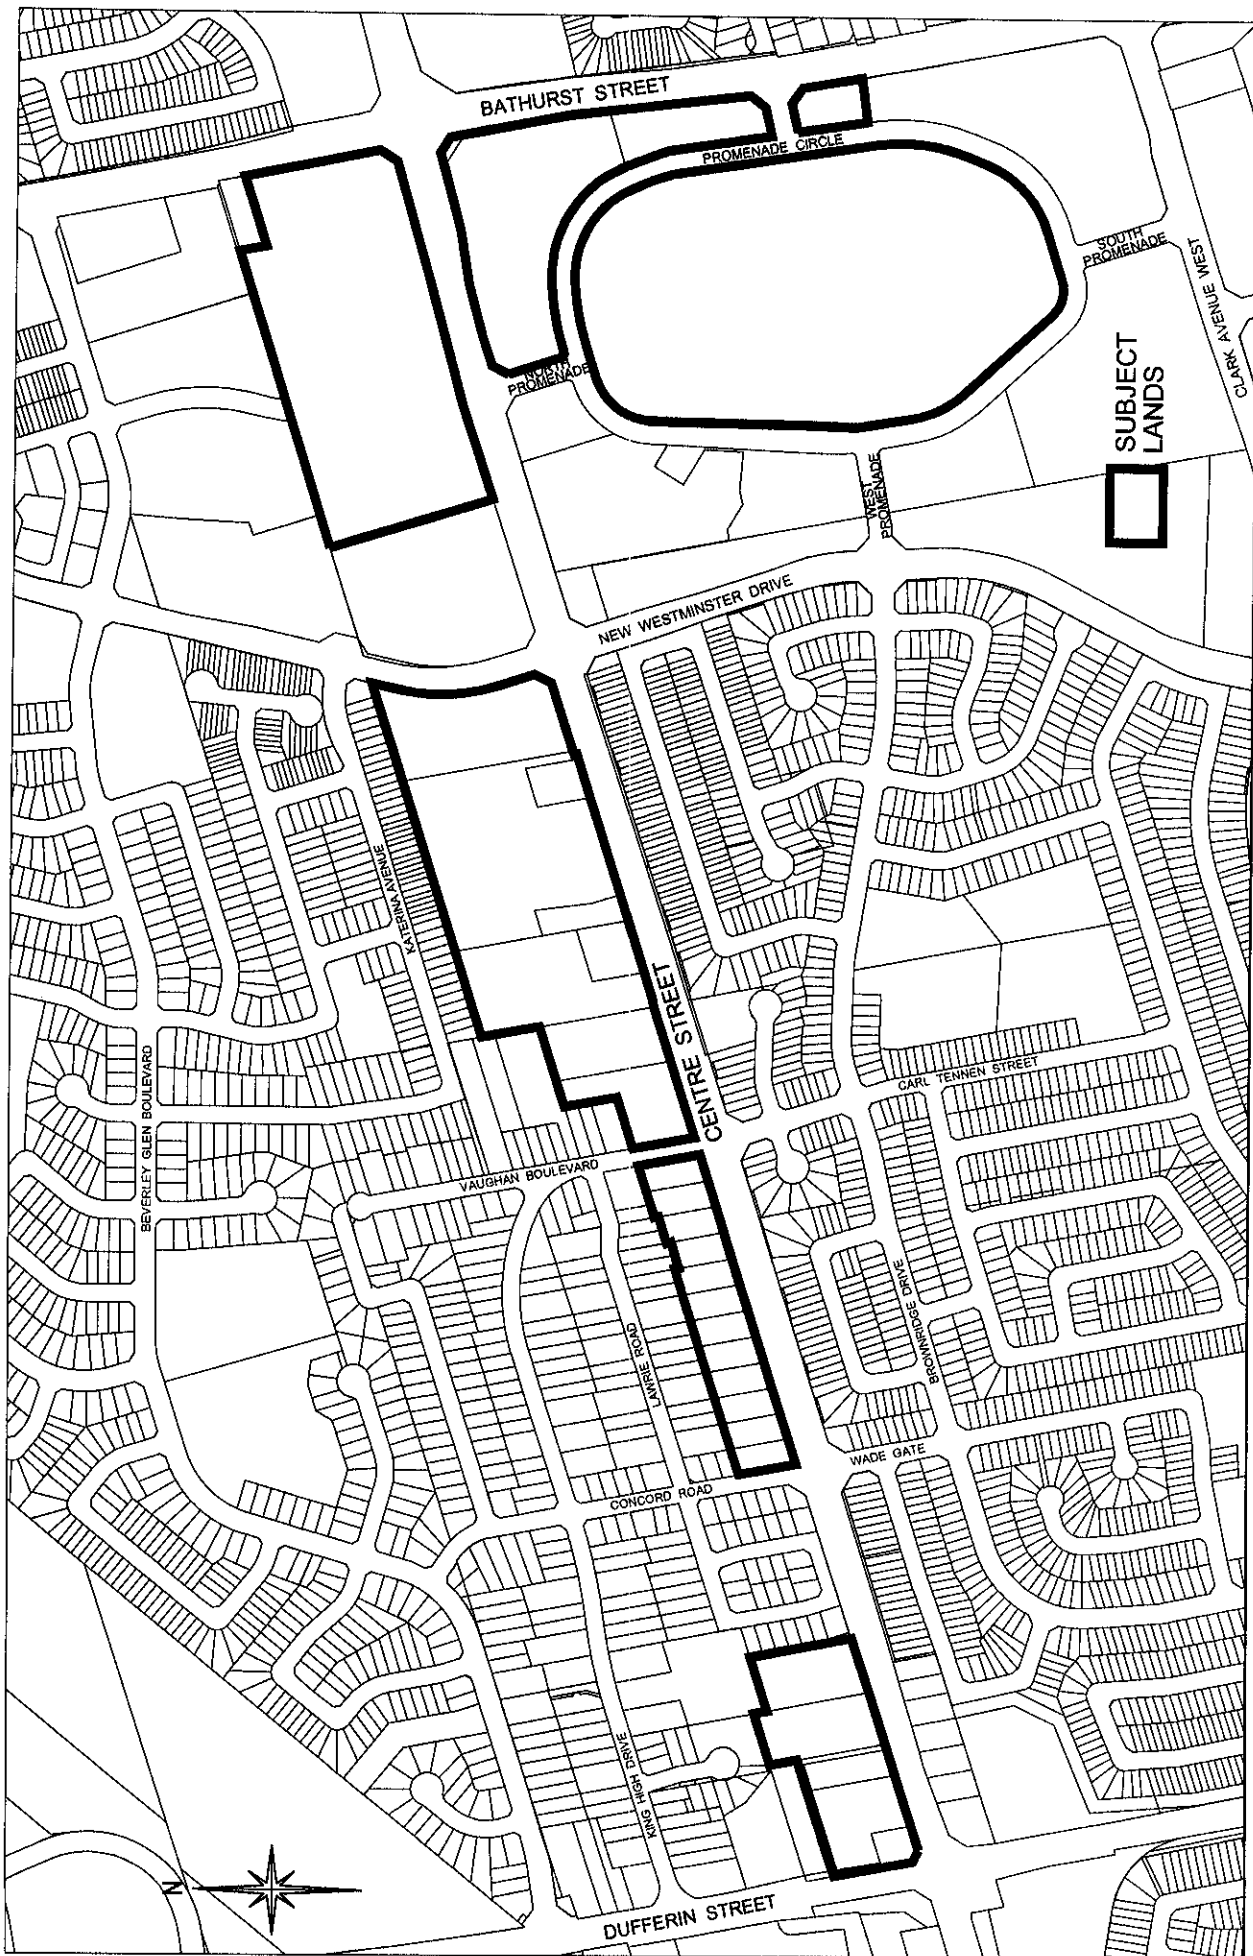 BATHURST STREET
PROMENADE CIRCLE
SOUTH
PROMENADE
CLARK AVENUE WEST
NORTH
PROMENADE
SUBJECT
LANDS
WEST
PROMENADE
NEW WESTMINSTER DRIVE
KATERINA AVENUE
CENTRE STREET
BEVERLEY GLEN BOULEVARD
CARL TENNEN STREET
VAUGHAN BOULEVARD
BROWNRIDGE DRIVE
LAWRIE ROAD
WADE GATE
CONCORD ROAD
KING HIGH DRIVE
N
DUFFERIN STREET